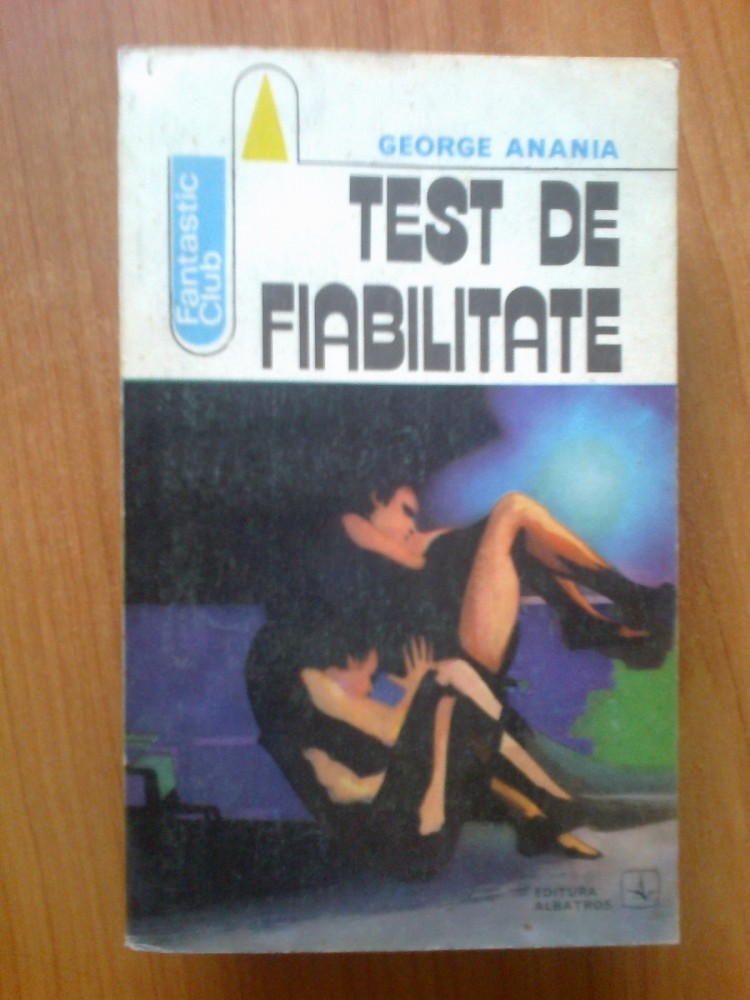 GEORGE ANANIA
TEST DE
FIABILITATE
Fantastic
Club
EDITURA
ALBATROS